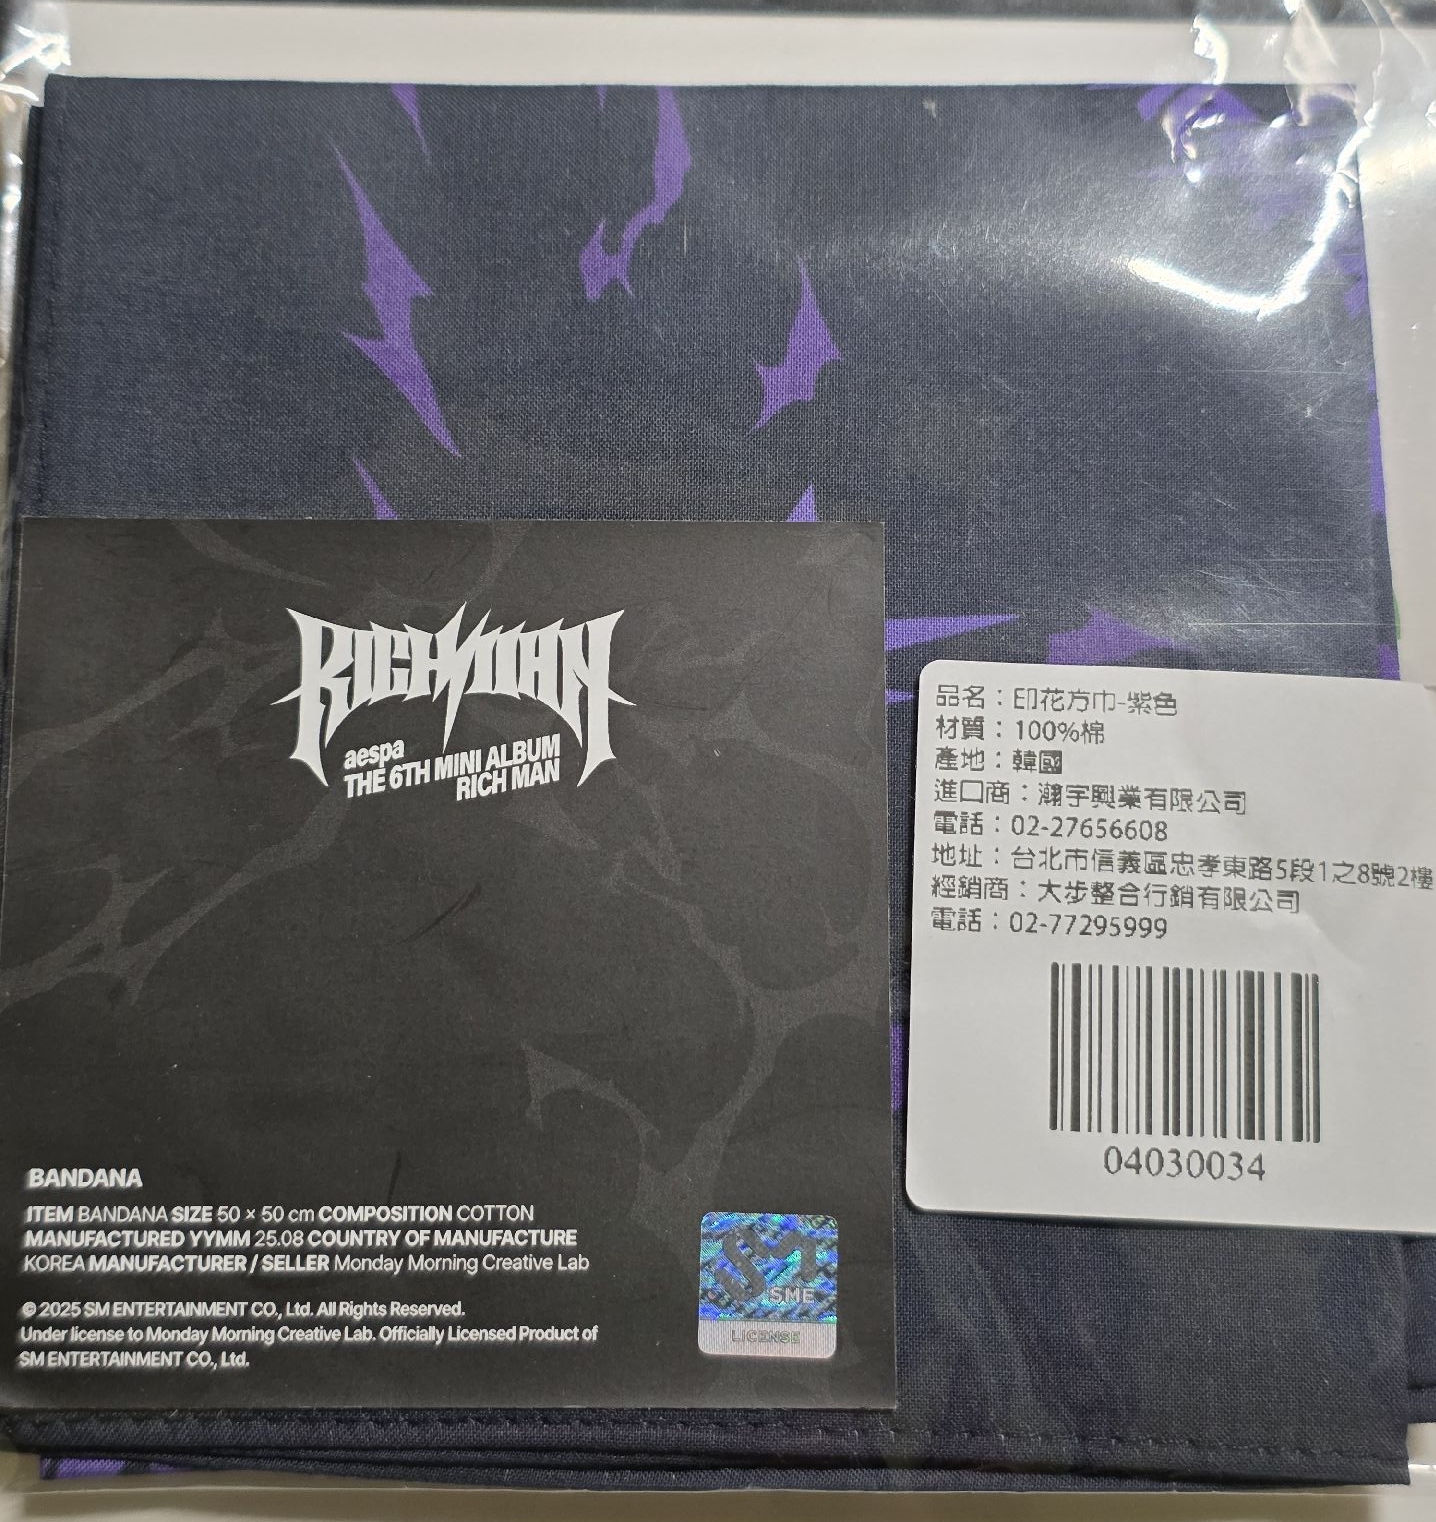 RICH MAN
aespa
THE 6TH MINI ALBUM
RICH MAN
BANDANA
ITEM BANDANA SIZE 50 × 50 cm COMPOSITION COTTON
MANUFACTURED YYMM 25.08 COUNTRY OF MANUFACTURE
KOREA MANUFACTURER / SELLER Monday Morning Creative Lab
© 2025 SM ENTERTAINMENT CO., Ltd. All Rights Reserved.
Under license to Monday Morning Creative Lab. Officially Licensed Product of
SM ENTERTAINMENT CO., Ltd.
SME
LICENSE
品名：印花方巾-紫色
材質：100%棉
產地：韓國
進口商：瀚宇興業有限公司
電話：02-27656608
地址：台北市信義區忠孝東路5段1之8號2樓
經銷商：大步整合行銷有限公司
電話：02-77295999
04030034